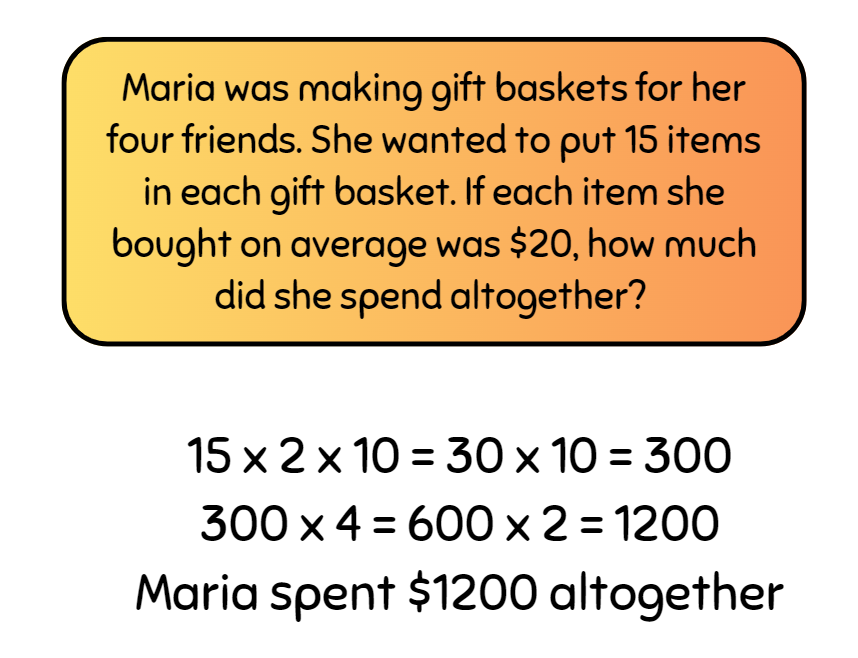 Maria was making gift baskets for her
four friends. She wanted to put 15 items
in each gift basket. If each item she
bought on average was $20, how much
did she spend altogether?
15 x 2 x 10 = 30 x 10 = 300
300 x 4 = 600 x 2 = 1200
Maria spent $1200 altogether